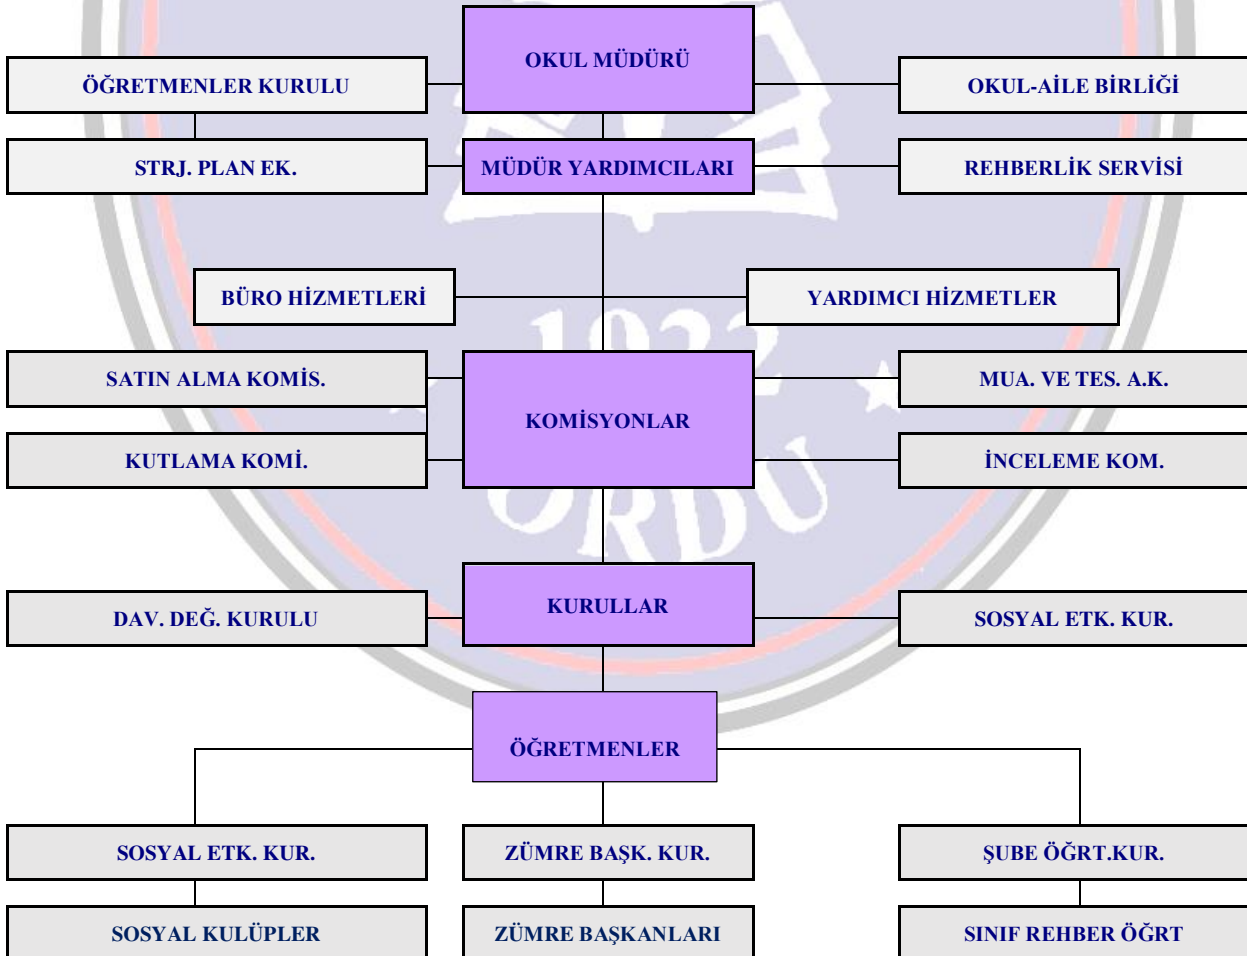 OKUL MÜDÜRÜ
ÖĞRETMENLER KURULU
OKUL-AİLE BİRLİĞİ
STRJ. PLAN EK.
MÜDÜR YARDIMCILARI
REHBERLİK SERVİSİ
BÜRO HİZMETLERİ
YARDIMCI HİZMETLER
1922
SATIN ALMA KOMİS.
KOMİSYONLAR
MUA. VE TES. A.K.
KUTLAMA KOMİ.
İNCELEME KOM.
ORDU
DAV. DEĞ. KURULU
KURULLAR
SOSYAL ETK. KUR.
ÖĞRETMENLER
SOSYAL ETK. KUR.
ZÜMRE BAŞK. KUR.
ŞUBE ÖĞRT.KUR.
SOSYAL KULÜPLER
ZÜMRE BAŞKANLARI
SINIF REHBER ÖĞRT